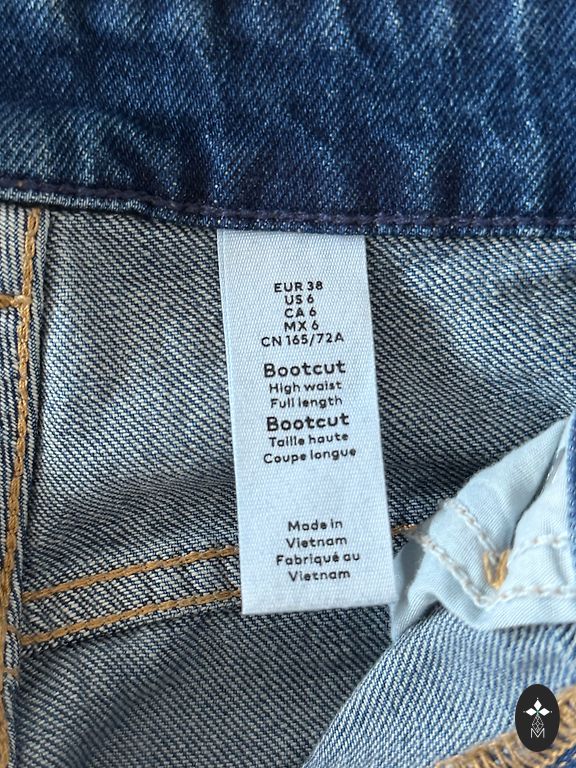 EUR 38
US 6
CA 6
MX 6
CN 165/72A
Bootcut
High waist
Full length
Bootcut
Taille haute
Coupe longue
Made in
Vietnam
Fabriqué au
Vietnam
M